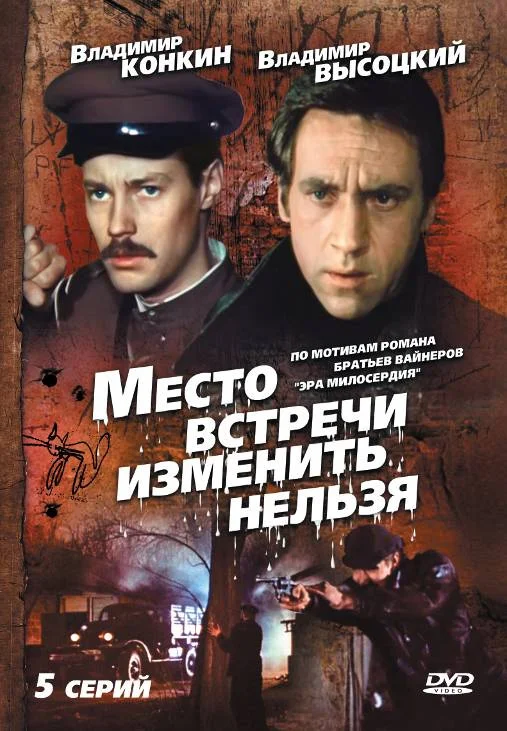 Владимир
КОНКИН
Владимир
ВЫСОЦКИЙ
ПО МОТИВАМ РОМАНА
БРАТЬЕВ ВАЙНЕРОВ
"ЭРА МИЛОСЕРДИЯ"
МЕСТО
ВСТРЕЧИ
ИЗМЕНИТЬ
НЕЛЬЗЯ
5 СЕРИЙ
DVD
VIDEO